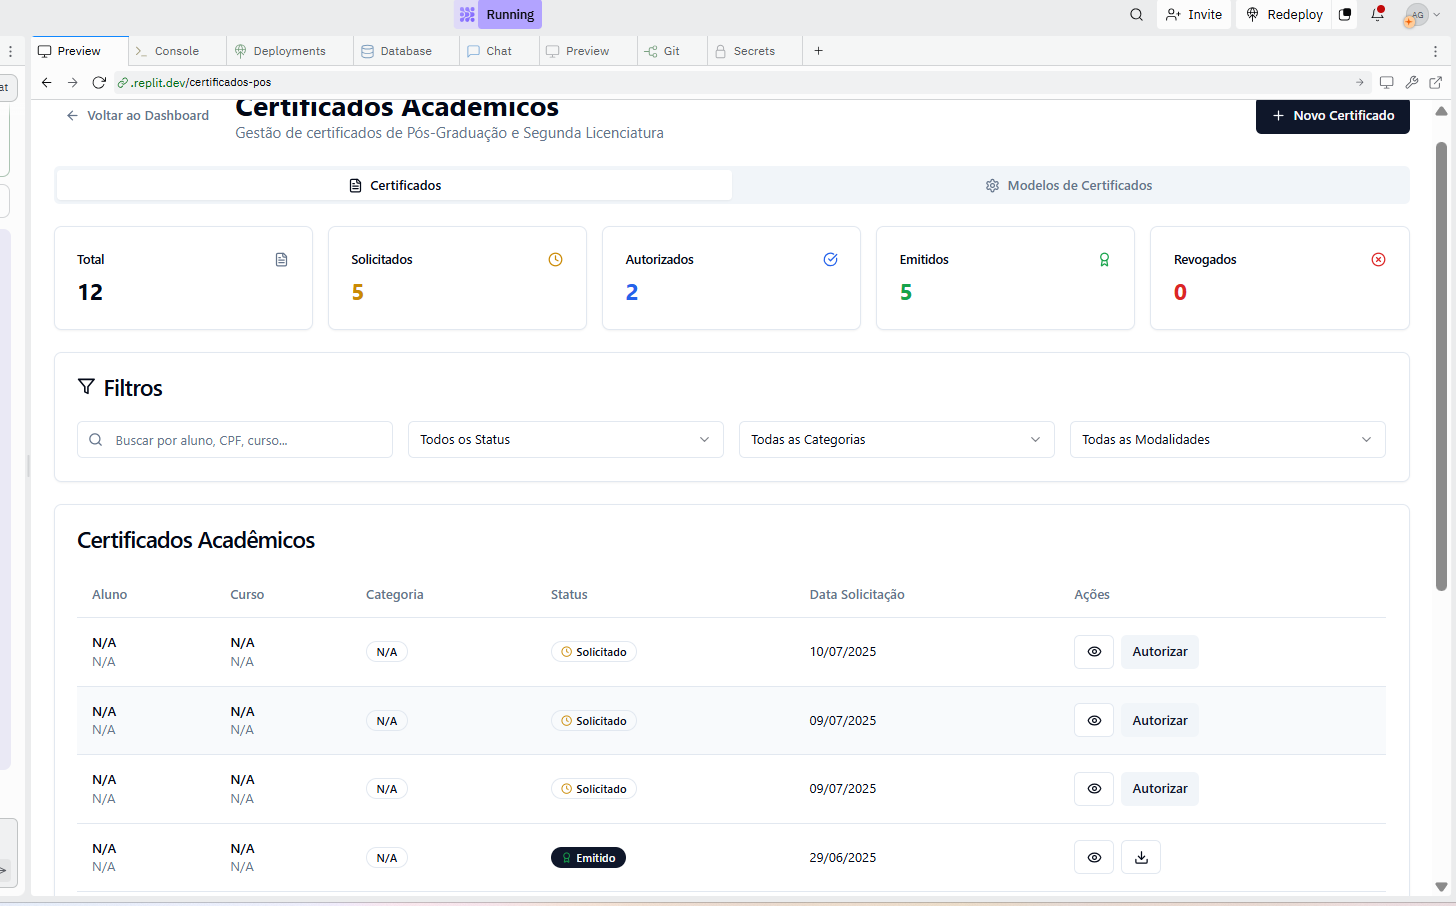 Running
Invite
Redeploy
AG
Preview
Console
Deployments
Database
Chat
Preview
Git
Secrets
at
.replit.dev/certificados-pos
Voltar ao Dashboard
Certificados Acadêmicos
Gestão de certificados de Pós-Graduação e Segunda Licenciatura
Novo Certificado
Certificados
Modelos de Certificados
Total
12
Solicitados
5
Autorizados
2
Emitidos
5
Revogados
0
Filtros
Buscar por aluno, CPF, curso...
Todos os Status
Todas as Categorias
Todas as Modalidades
Certificados Acadêmicos
Aluno Curso Categoria Status Data Solicitação Ações
N/A N/A
N/A N/A N/A Solicitado 10/07/2025 Autorizar
N/A N/A
N/A N/A N/A Solicitado 09/07/2025 Autorizar
N/A N/A
N/A N/A N/A Solicitado 09/07/2025 Autorizar
N/A N/A
N/A N/A N/A Emitido 29/06/2025